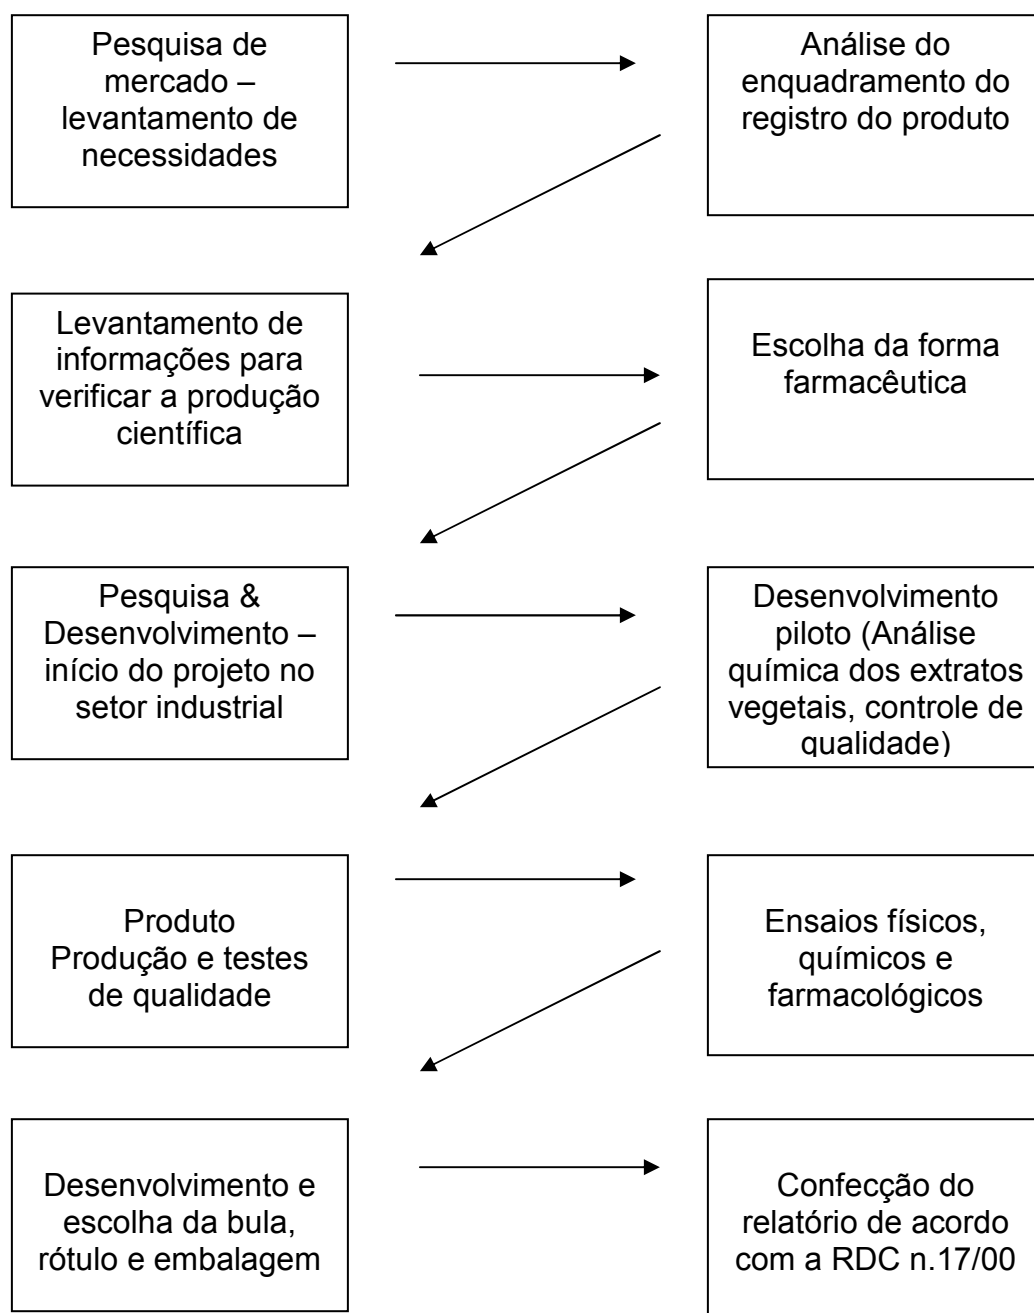 Pesquisa de
mercado –
levantamento de
necessidades
Análise do
enquadramento do
registro do produto
Levantamento de
informações para
verificar a produção
científica
Escolha da forma
farmacêutica
Pesquisa &
Desenvolvimento –
início do projeto no
setor industrial
Desenvolvimento
piloto (Análise
química dos extratos
vegetais, controle de
qualidade)
Produto
Produção e testes
de qualidade
Ensaios físicos,
químicos e
farmacológicos
Desenvolvimento e
escolha da bula,
rótulo e embalagem
Confecção do
relatório de acordo
com a RDC n.17/00